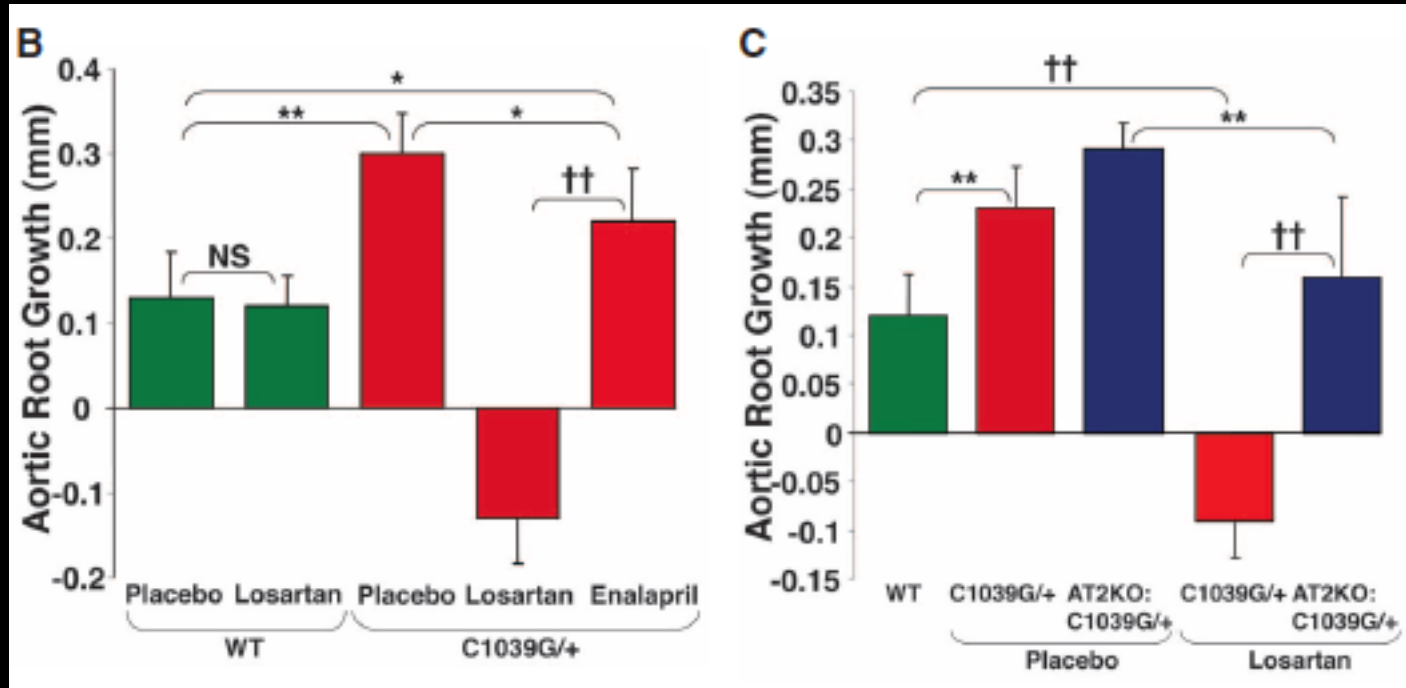 B
Aortic Root Growth (mm)
0.4
0.3
0.2
0.1
0
-0.1
-0.2
*
** *
††
NS
Placebo Losartan Placebo Losartan Enalapril
WT C1039G/+
C
Aortic Root Growth (mm)
0.35
0.3
0.25
0.2
0.15
0.1
0.05
0
-0.05
-0.1
-0.15
††
**
**
††
WT C1039G/+ AT2KO: C1039G/+ AT2KO:
C1039G/+ C1039G/+
Placebo Losartan